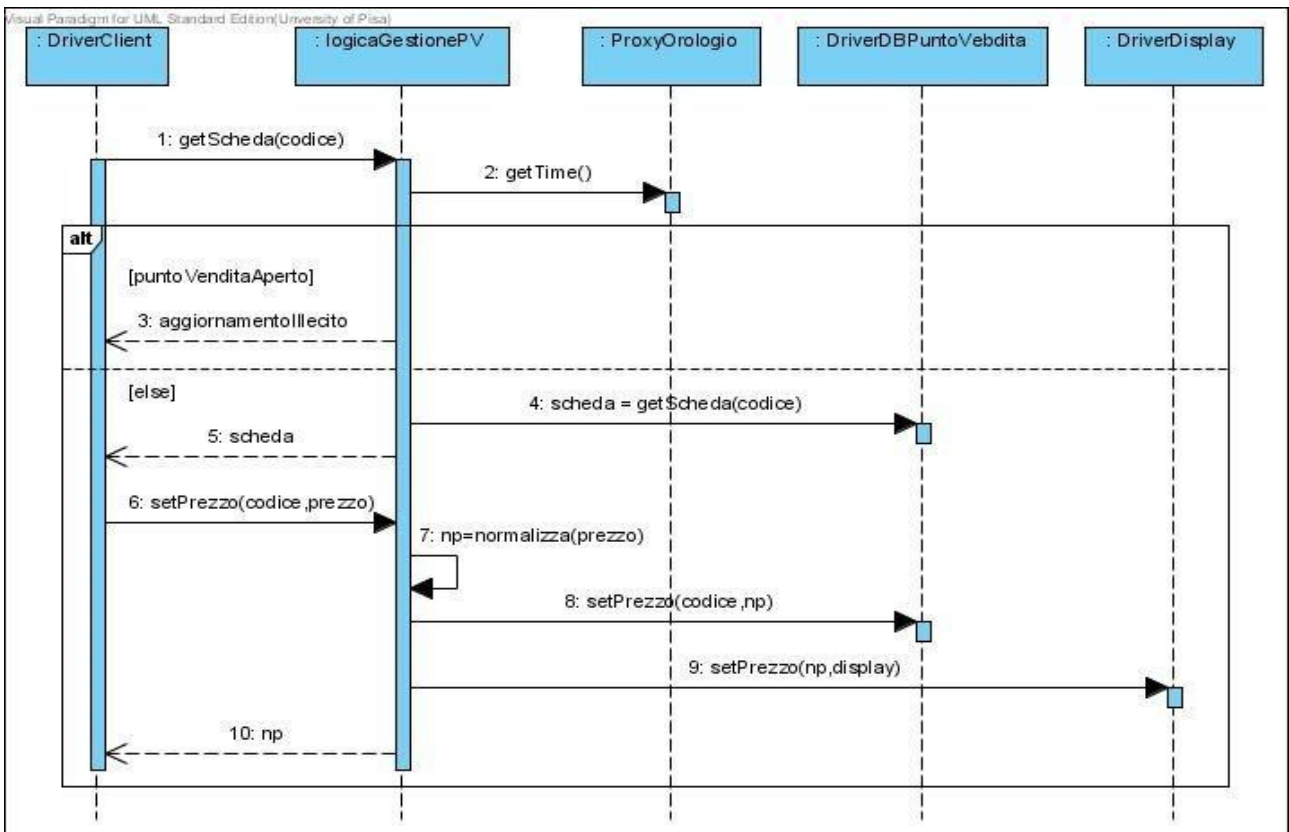 Visual Paradigm for UML Standard Edition(Unversity of Pisa)
: DriverClient
: logicaGestionePV
: ProxyOrologio
: DriverDBPuntoVebdita
: DriverDisplay
1: getScheda(codice)
2: getTime()
alt
[puntoVenditaAperto]
3: aggiornamentoIllecito
[else]
4: scheda = getScheda(codice)
5: scheda
6: setPrezzo(codice,prezzo)
7: np=normalizza(prezzo)
8: setPrezzo(codice,np)
9: setPrezzo(np,display)
10: np